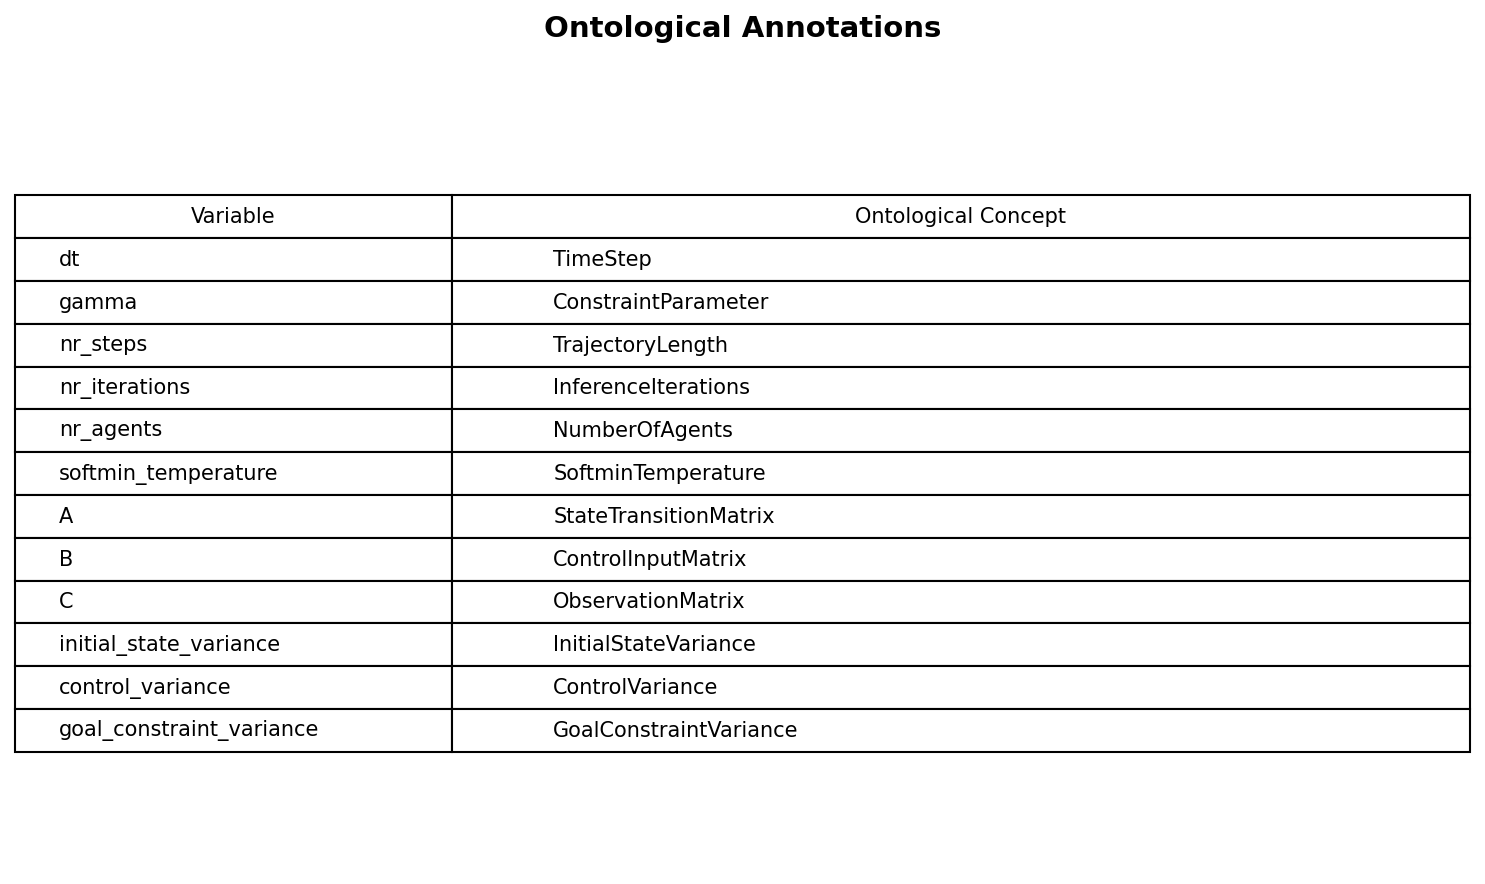 Ontological Annotations
Variable Ontological Concept
dt TimeStep
gamma ConstraintParameter
nr_steps TrajectoryLength
nr_iterations InferenceIterations
nr_agents NumberOfAgents
softmin_temperature SoftminTemperature
A StateTransitionMatrix
B ControlInputMatrix
C ObservationMatrix
initial_state_variance InitialStateVariance
control_variance ControlVariance
goal_constraint_variance GoalConstraintVariance